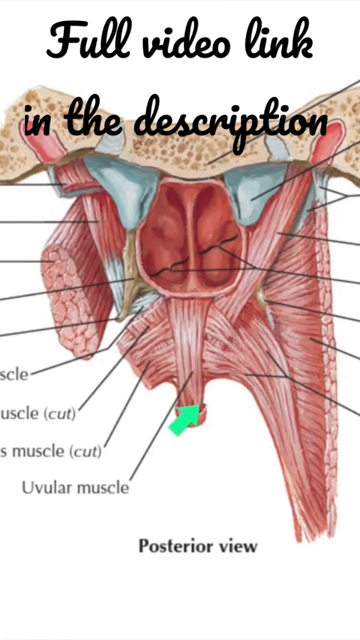 Full video link
in the description
scle
uscle (cut)
s muscle (cut)
Uvular muscle
Posterior view